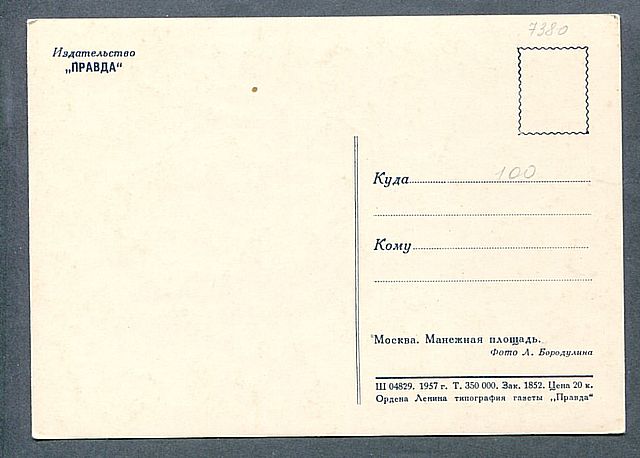 7380
Издательство
„ПРАВДА“
Куда 100
Кому
Москва. Манежная площадь.
Фото Л. Бородулина
Ш 04829. 1957 г. Т. 350 000. Зак. 1852. Цена 20 к.
Ордена Ленина типография газеты „Правда“